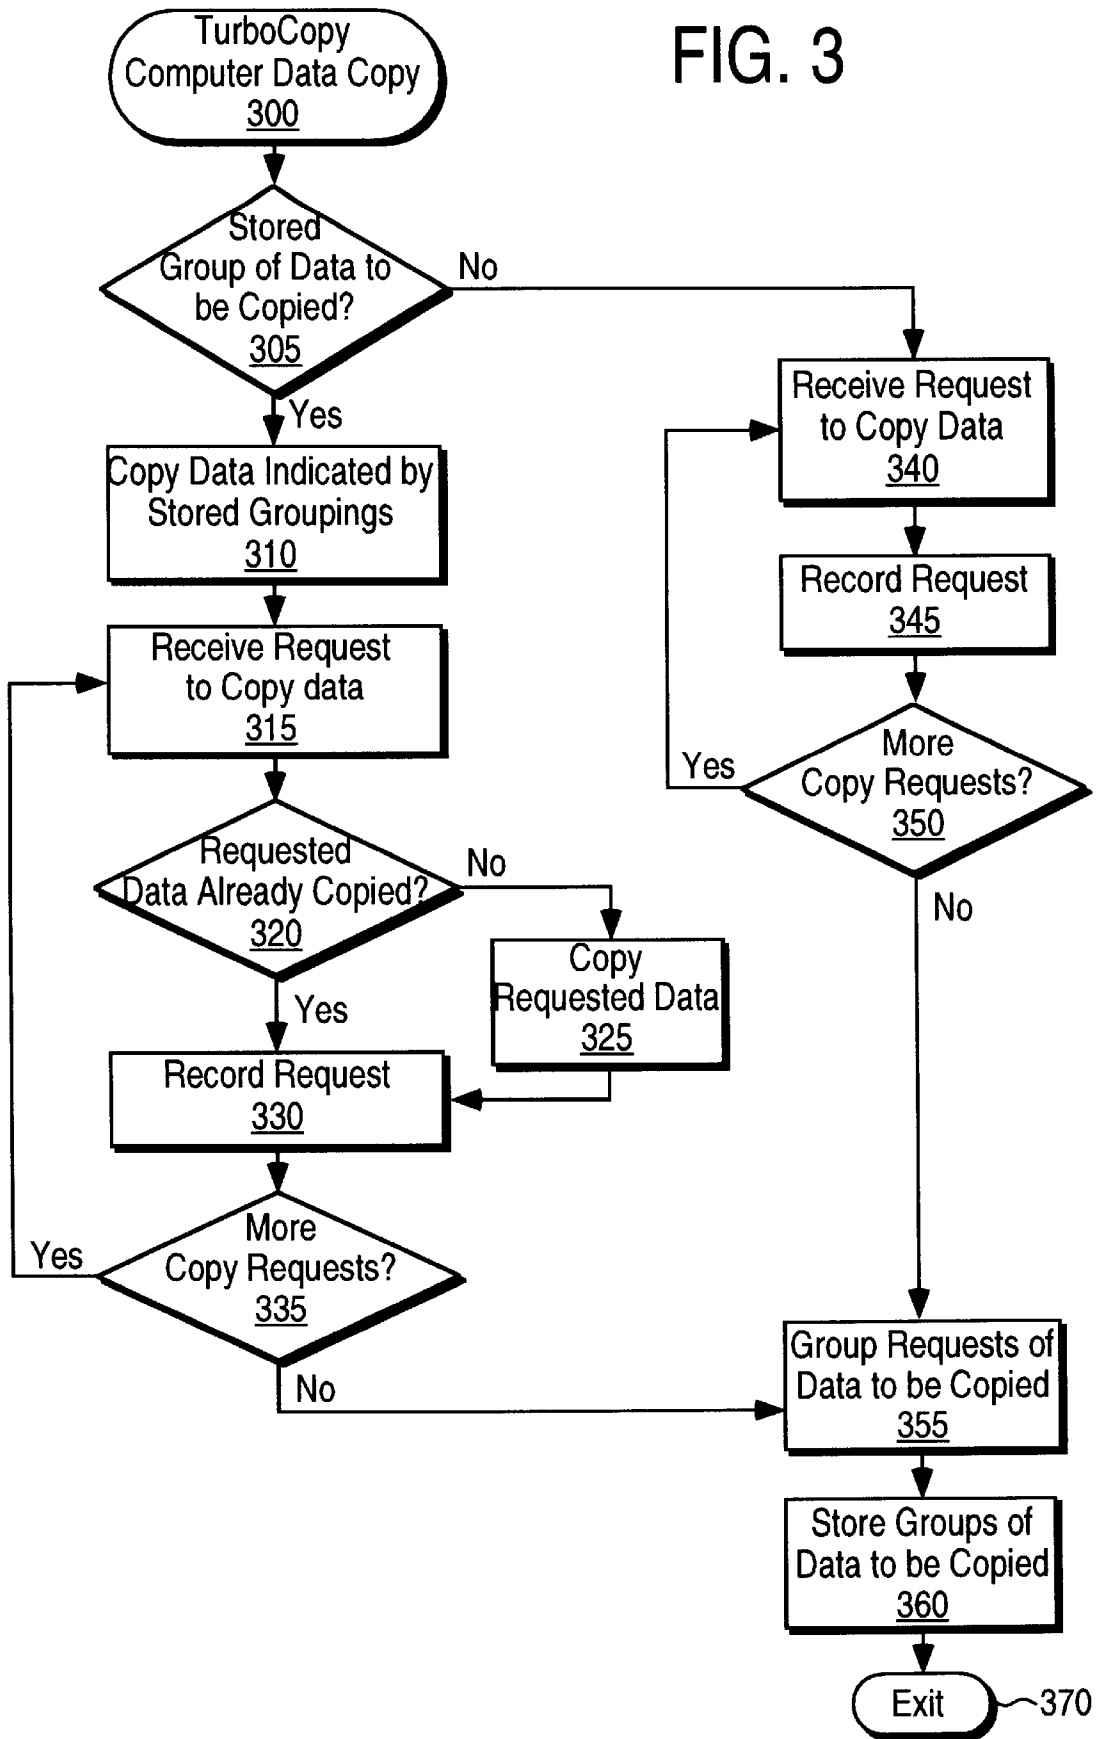 FIG. 3
TurboCopy
Computer Data Copy
300
Stored
Group of Data to
be Copied?
305
No
Yes
Copy Data Indicated by
Stored Groupings
310
Receive Request
to Copy data
315
Requested
Data Already Copied?
320
No
Yes
Copy
Requested Data
325
Record Request
330
More
Copy Requests?
335
Yes
No
Receive Request
to Copy Data
340
Record Request
345
More
Copy Requests?
350
Yes
No
Group Requests of
Data to be Copied
355
Store Groups of
Data to be Copied
360
Exit
370